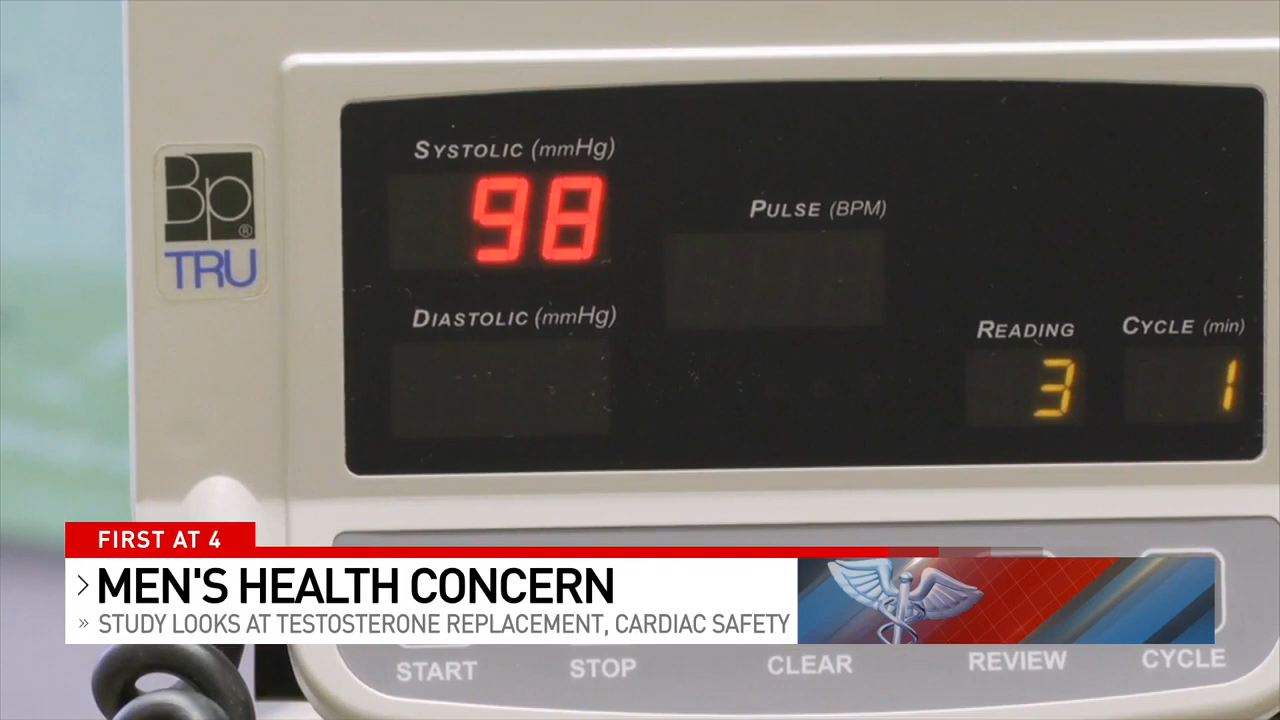 Bp®
TRU
SYSTOLIC (mmHg)
98
PULSE (BPM)
DIASTOLIC (mmHg)
READING
3
CYCLE (min)
1
FIRST AT 4
MEN'S HEALTH CONCERN
» STUDY LOOKS AT TESTOSTERONE REPLACEMENT, CARDIAC SAFETY
START
STOP
CLEAR
REVIEW
CYCLE